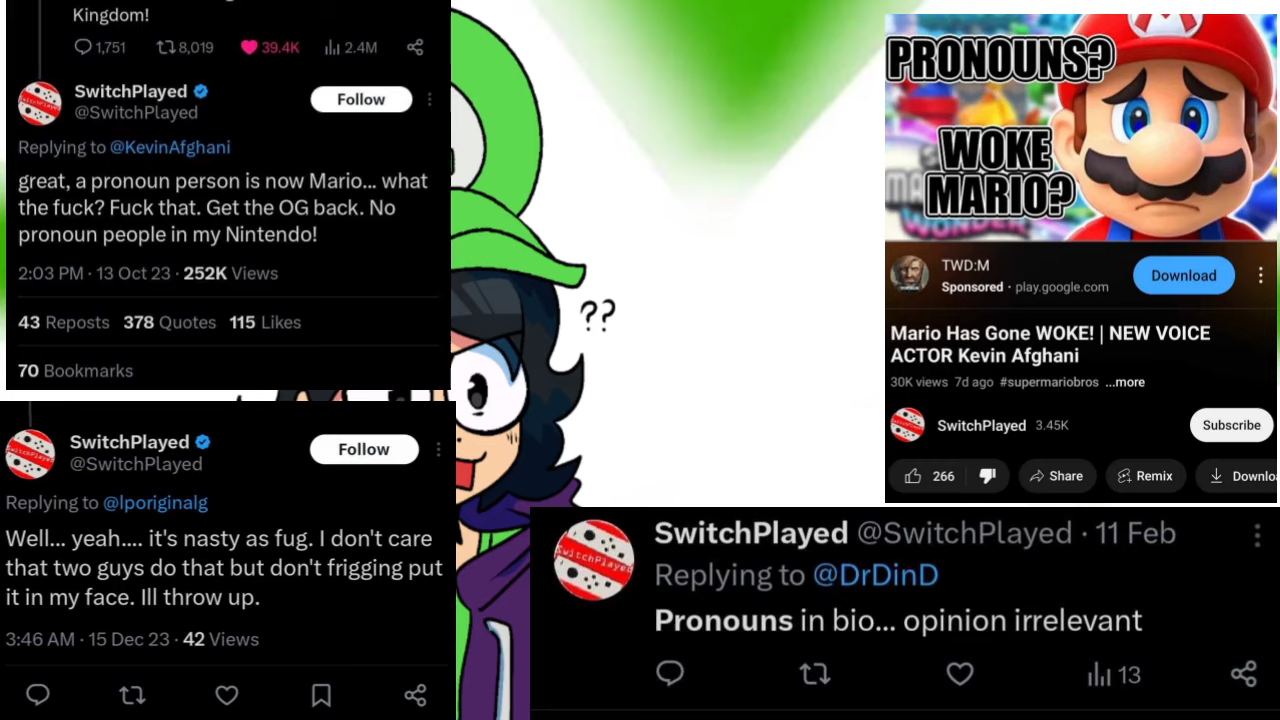 Kingdom!
1,751 8,019 39.4K 2.4M
SwitchPlayed
@SwitchPlayed
Follow
Replying to @KevinAfghani
great, a pronoun person is now Mario... what
the fuck? Fuck that. Get the OG back. No
pronoun people in my Nintendo!
2:03 PM · 13 Oct 23 · 252K Views
43 Reposts 378 Quotes 115 Likes
70 Bookmarks
SwitchPlayed
@SwitchPlayed
Follow
Replying to @lporiginalg
Well... yeah.... it's nasty as fug. I don't care
that two guys do that but don't frigging put
it in my face. Ill throw up.
3:46 AM · 15 Dec 23 · 42 Views
??
PRONOUNS?
WOKE
MARIO?
WONDER
TWD:M
Sponsored · play.google.com
Download
Mario Has Gone WOKE! | NEW VOICE
ACTOR Kevin Afghani
30K views 7d ago #supermariobros ...more
SwitchPlayed 3.45K
Subscribe
266 Share Remix Downloa
SwitchPlayed @SwitchPlayed · 11 Feb
Replying to @DrDinD
Pronouns in bio... opinion irrelevant
13